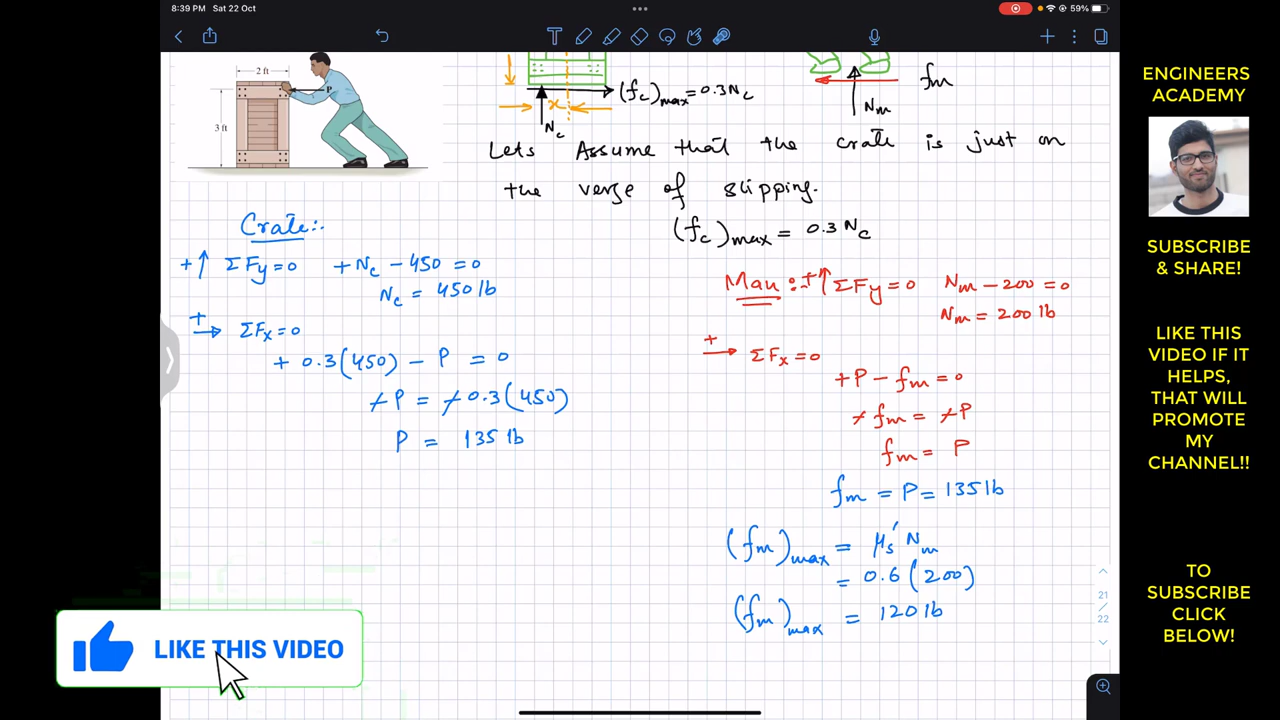 8:39 PM Sat 22 Oct
59%
2 ft
P
3 ft
(fc)max = 0.3Nc
x
Nc
fm
Nm
Lets Assume that the crate is just on
the verge of slipping.
(fc)max = 0.3 Nc
Crate:
+↑ ΣFy=0 +Nc − 450 = 0
Nc = 450 lb
+→ ΣFx=0
+ 0.3(450) − P = 0
−P = −0.3(450)
P = 135 lb
Man: +↑ ΣFy=0 Nm − 200 = 0
Nm = 200 lb
+→ ΣFx=0
+P − fm = 0
−fm = −P
fm = P
fm = P = 135 lb
(fm)max = μs' Nm
= 0.6 (200)
(fm)max = 120 lb
21
/
22
LIKE THIS VIDEO
ENGINEERS
ACADEMY
SUBSCRIBE
& SHARE!
LIKE THIS
VIDEO IF IT
HELPS,
THAT WILL
PROMOTE
MY
CHANNEL!!
TO
SUBSCRIBE
CLICK
BELOW!